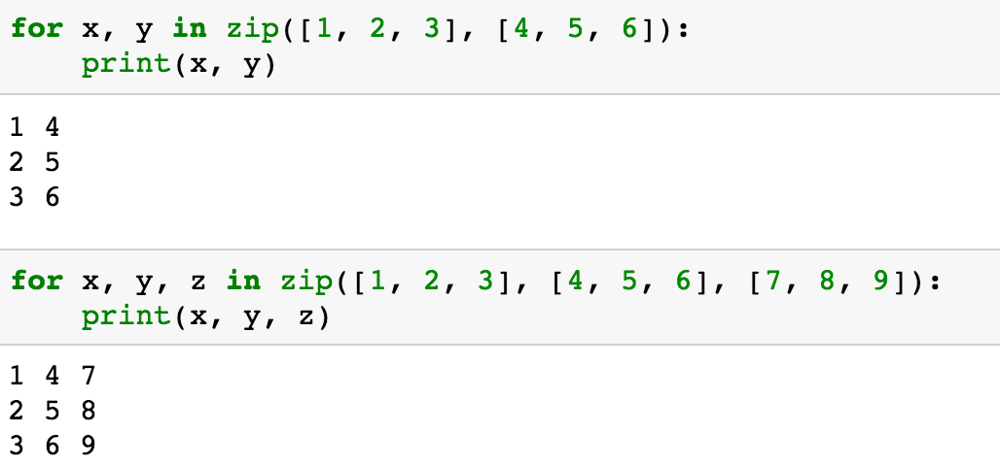 for x, y in zip([1, 2, 3], [4, 5, 6]):
    print(x, y)
1 4
2 5
3 6
for x, y, z in zip([1, 2, 3], [4, 5, 6], [7, 8, 9]):
    print(x, y, z)
1 4 7
2 5 8
3 6 9